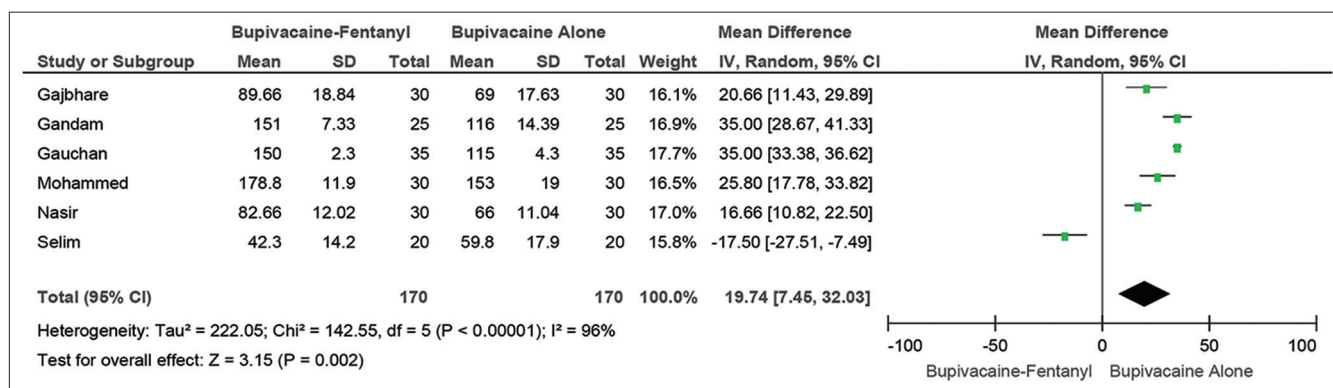 Bupivacaine-Fentanyl Bupivacaine Alone Mean Difference Mean Difference
Study or Subgroup Mean SD Total Mean SD Total Weight IV, Random, 95% CI IV, Random, 95% CI
Gajbhare 89.66 18.84 30 69 17.63 30 16.1% 20.66 [11.43, 29.89]
Gandam 151 7.33 25 116 14.39 25 16.9% 35.00 [28.67, 41.33]
Gauchan 150 2.3 35 115 4.3 35 17.7% 35.00 [33.38, 36.62]
Mohammed 178.8 11.9 30 153 19 30 16.5% 25.80 [17.78, 33.82]
Nasir 82.66 12.02 30 66 11.04 30 17.0% 16.66 [10.82, 22.50]
Selim 42.3 14.2 20 59.8 17.9 20 15.8% -17.50 [-27.51, -7.49]
Total (95% CI) 170 170 100.0% 19.74 [7.45, 32.03]
Heterogeneity: Tau² = 222.05; Chi² = 142.55, df = 5 (P < 0.00001); I² = 96%
Test for overall effect: Z = 3.15 (P = 0.002)
-100 -50 0 50 100
Bupivacaine-Fentanyl Bupivacaine Alone